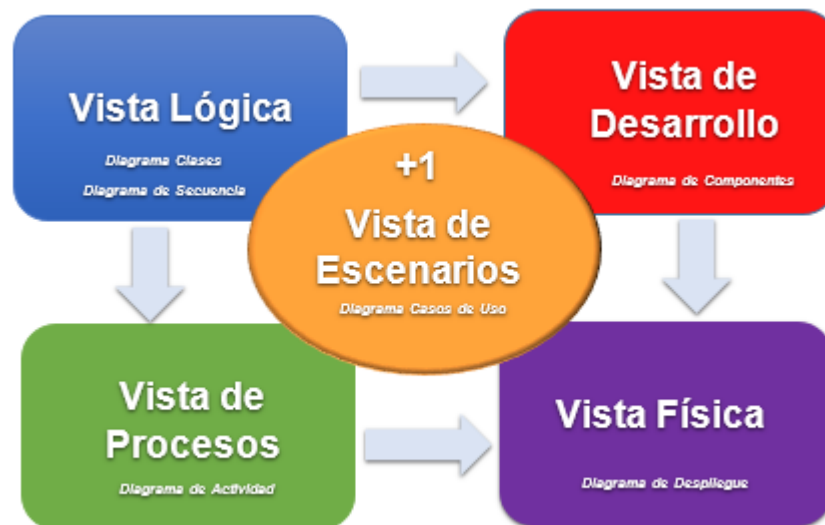 Vista Lógica
Diagrama Clases
Diagrama de Secuencia
Vista de
Desarrollo
Diagrama de Componentes
+1
Vista de
Escenarios
Diagrama Casos de Uso
Vista de
Procesos
Diagrama de Actividad
Vista Física
Diagrama de Despliegue